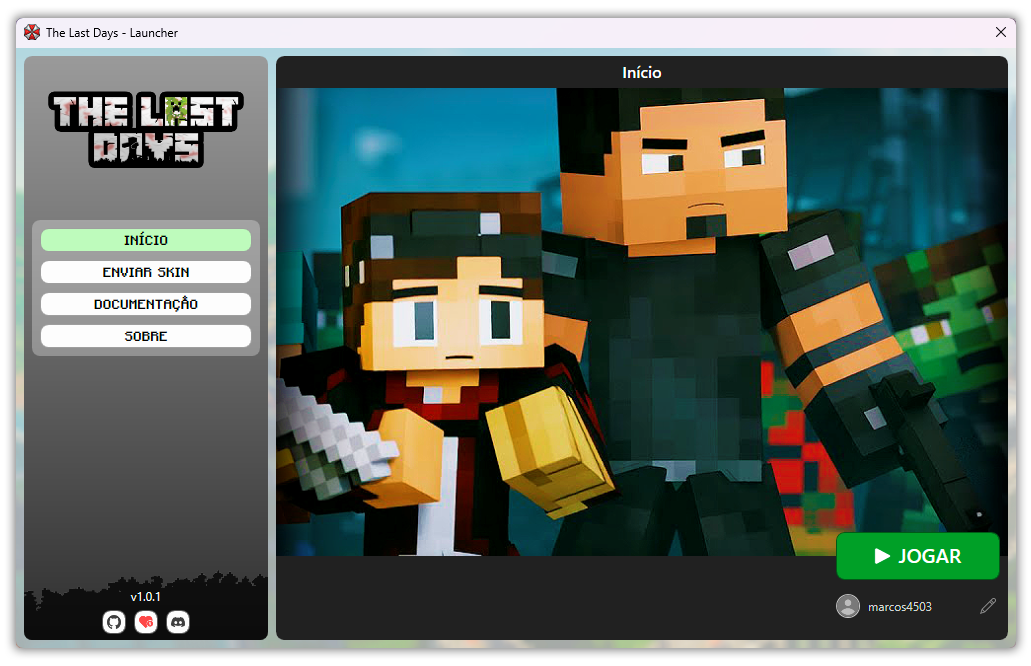 The Last Days - Launcher
THE LAST
DAYS
INÍCIO
ENVIAR SKIN
DOCUMENTAÇÃO
SOBRE
v1.0.1
Início
JOGAR
marcos4503